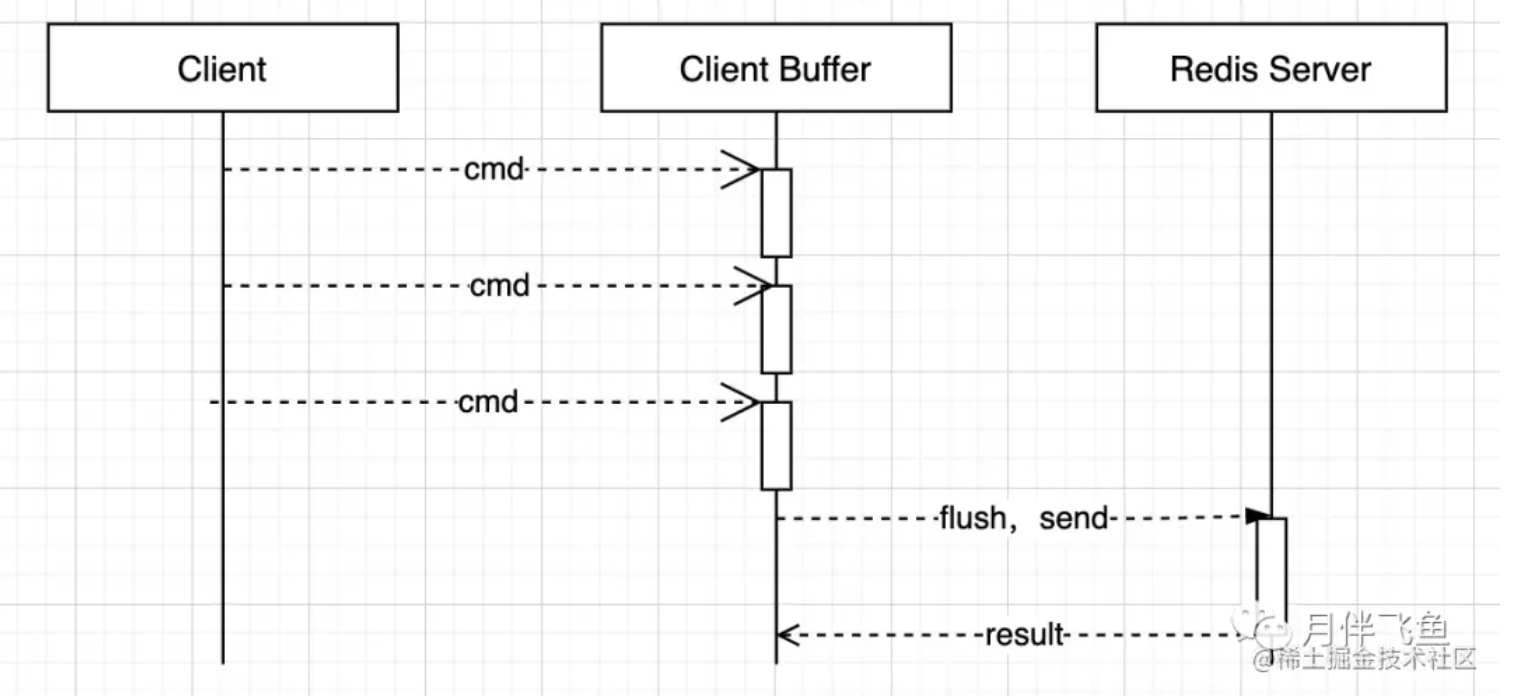 Client
Client Buffer
Redis Server
cmd
cmd
cmd
flush，send
result
月伴飞鱼
@稀土掘金技术社区